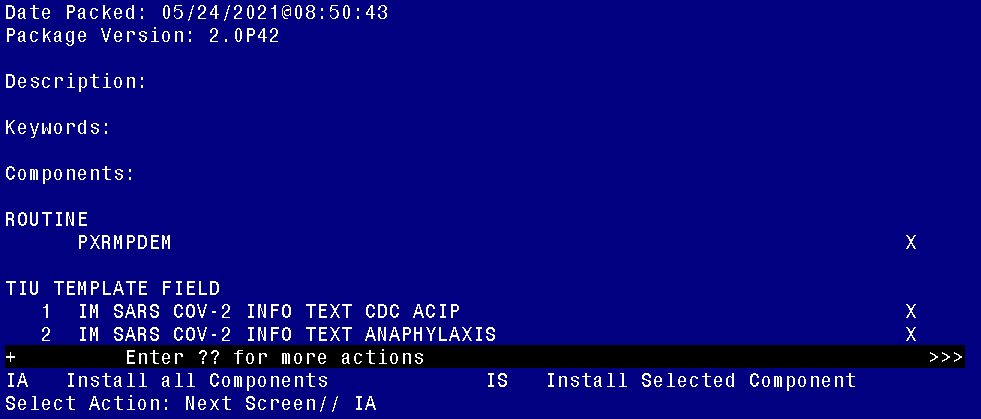 Date Packed: 05/24/2021@08:50:43
Package Version: 2.0P42
Description:
Keywords:
Components:
ROUTINE
PXRMPDEM X
TIU TEMPLATE FIELD
1 IM SARS COV-2 INFO TEXT CDC ACIP X
2 IM SARS COV-2 INFO TEXT ANAPHYLAXIS X
+ Enter ?? for more actions >>>
IA Install all Components IS Install Selected Component
Select Action: Next Screen// IA